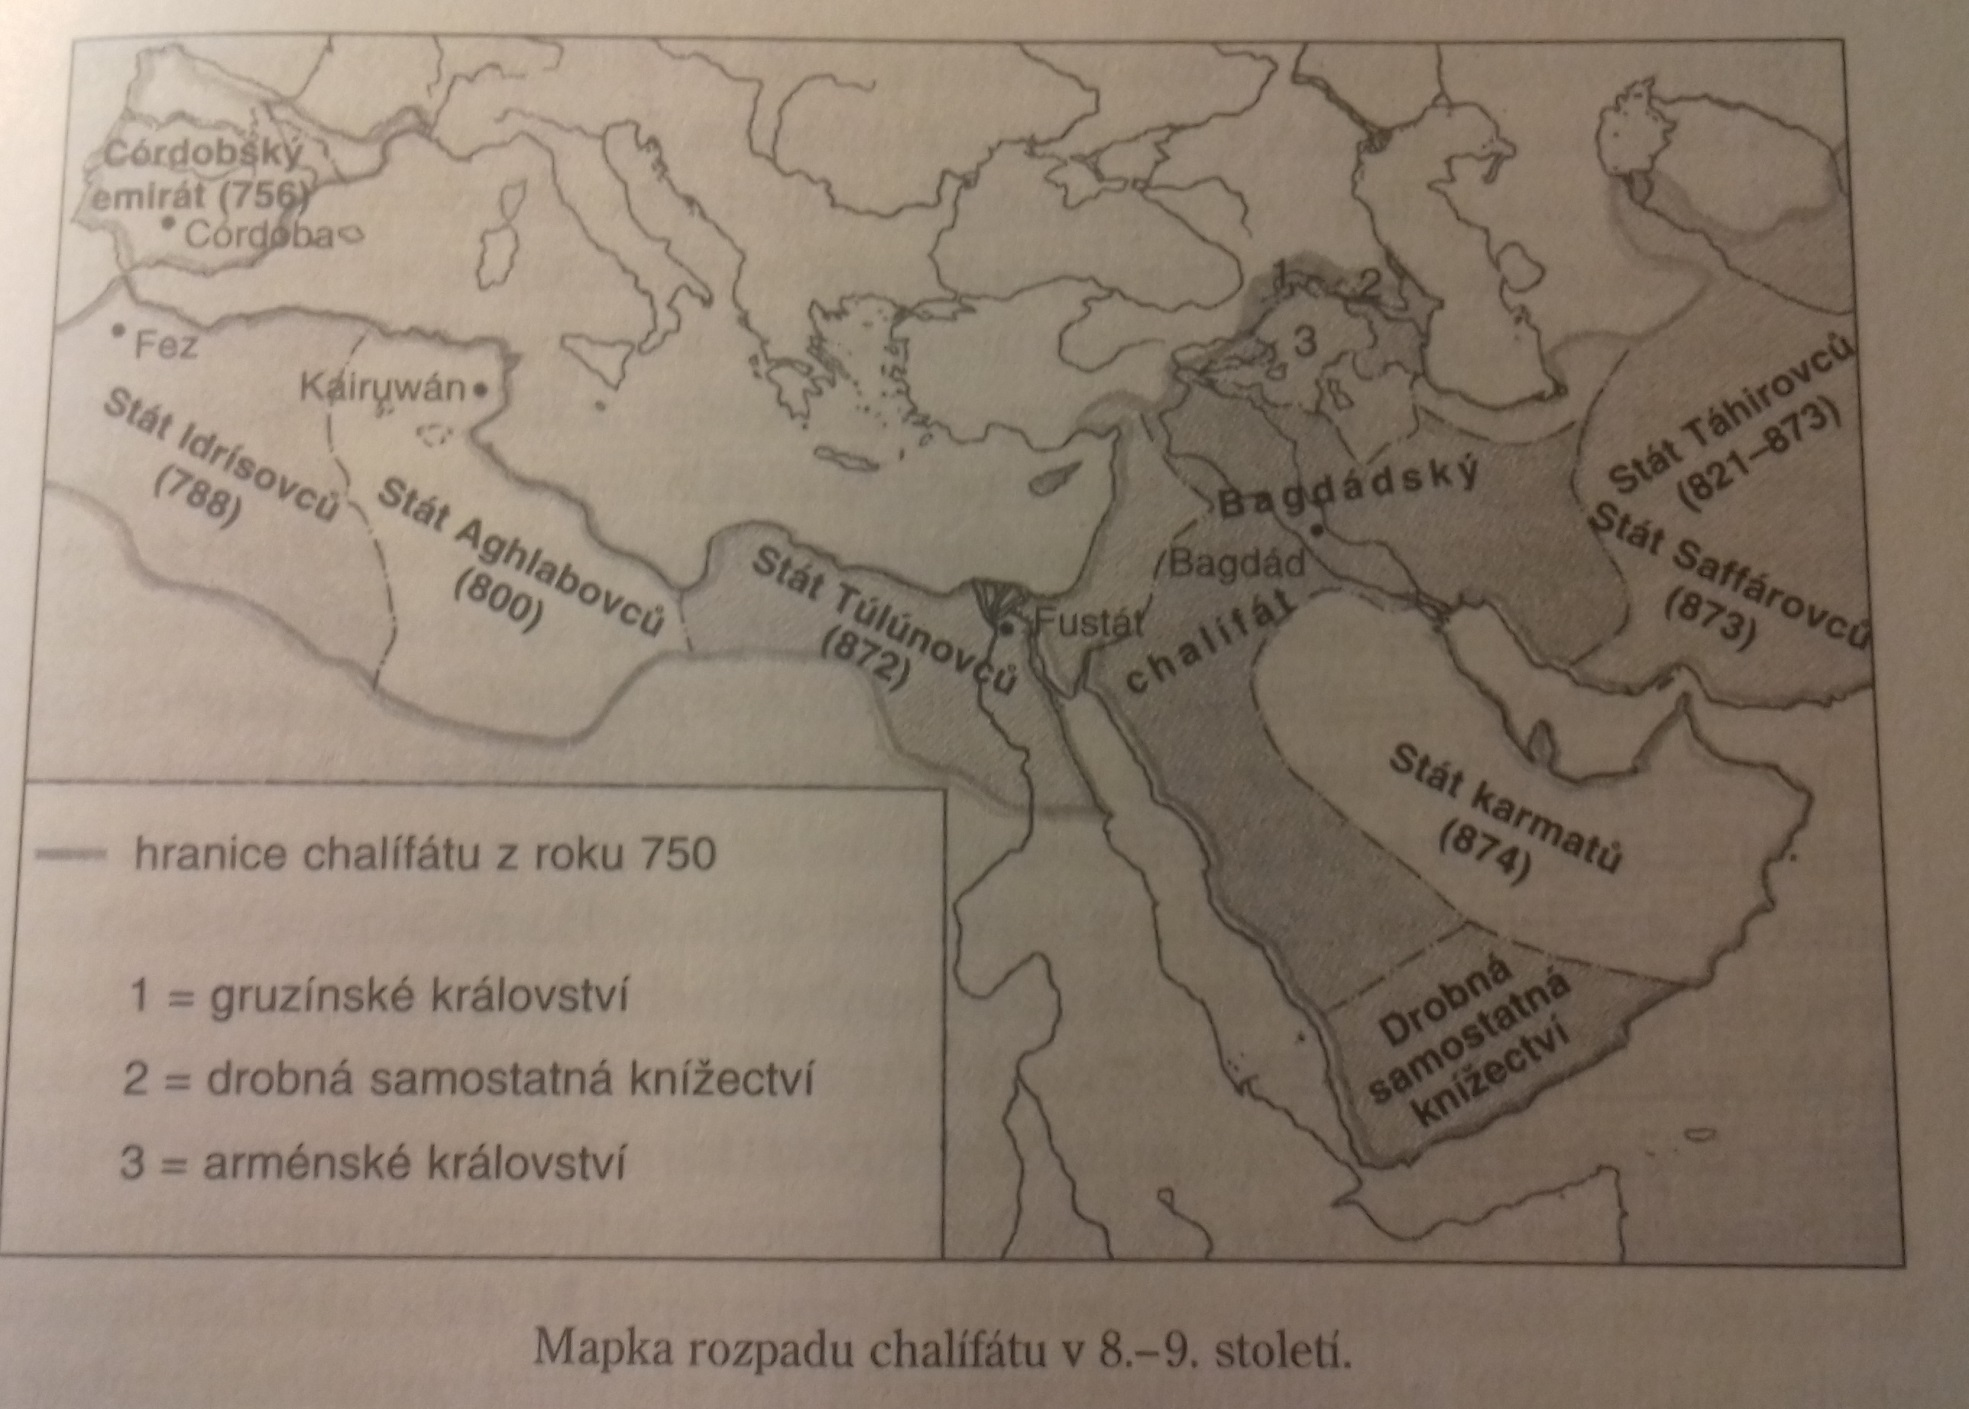 Córdobský
emirát (756)
Córdoba
Fez
Kairuwán
Stát Idrísovců
(788)
Stát Aghlabovců
(800)
Stát Túlúnovců
(872)
Fustát
1
2
3
Bagdádský
Bagdád
chalífát
Stát Táhirovců
(821–873)
Stát Saffárovců
(873)
Stát karmatů
(874)
Drobná
samostatná
knížectví
hranice chalífátu z roku 750
1 = gruzínské království
2 = drobná samostatná knížectví
3 = arménské království
Mapka rozpadu chalífátu v 8.–9. století.